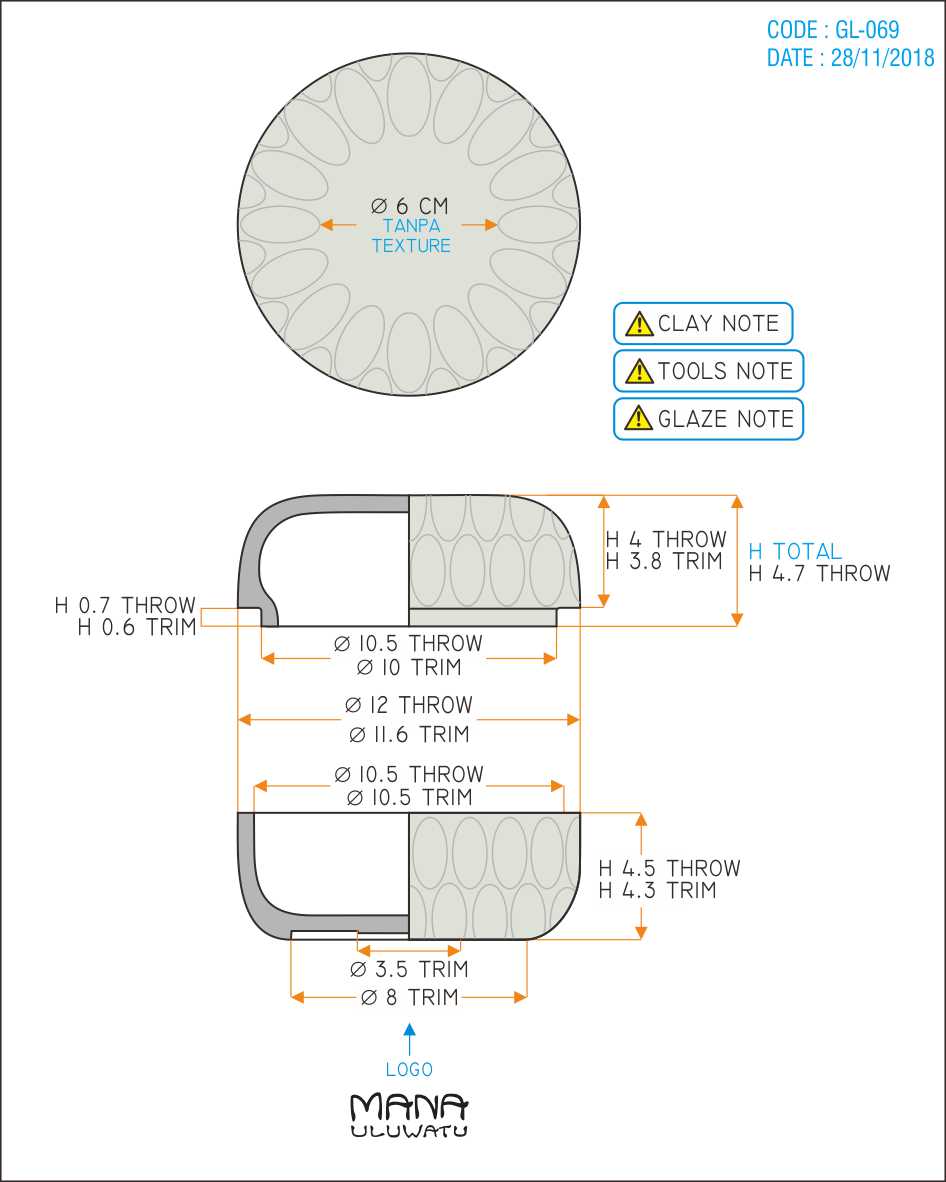 CODE : GL-069
DATE : 28/11/2018
Ø 6 CM
TANPA
TEXTURE
CLAY NOTE
TOOLS NOTE
GLAZE NOTE
H 4 THROW
H 3.8 TRIM
H TOTAL
H 4.7 THROW
H 0.7 THROW
H 0.6 TRIM
Ø 10.5 THROW
Ø 10 TRIM
Ø 12 THROW
Ø 11.6 TRIM
Ø 10.5 THROW
Ø 10.5 TRIM
H 4.5 THROW
H 4.3 TRIM
Ø 3.5 TRIM
Ø 8 TRIM
LOGO
MANA
ULUWATU